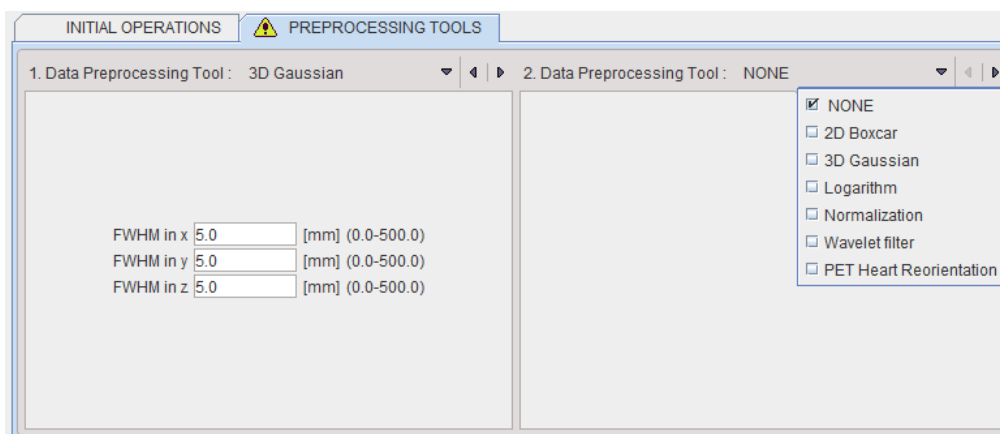 INITIAL OPERATIONS
PREPROCESSING TOOLS
1. Data Preprocessing Tool : 3D Gaussian
2. Data Preprocessing Tool : NONE
FWHM in x 5.0 [mm] (0.0-500.0)
FWHM in y 5.0 [mm] (0.0-500.0)
FWHM in z 5.0 [mm] (0.0-500.0)
NONE
2D Boxcar
3D Gaussian
Logarithm
Normalization
Wavelet filter
PET Heart Reorientation